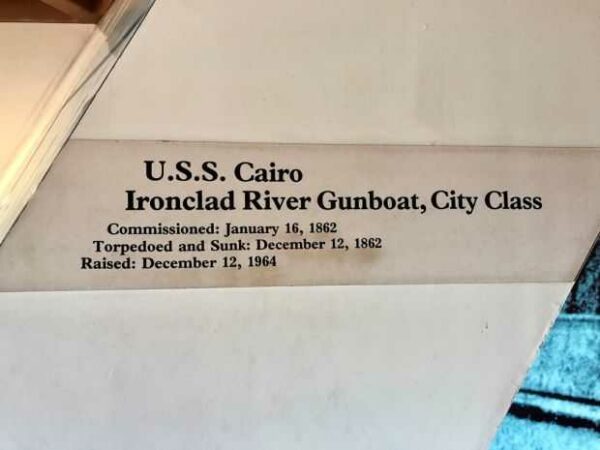 U.S.S. Cairo
Ironclad River Gunboat, City Class
Commissioned: January 16, 1862
Torpedoed and Sunk: December 12, 1862
Raised: December 12, 1964